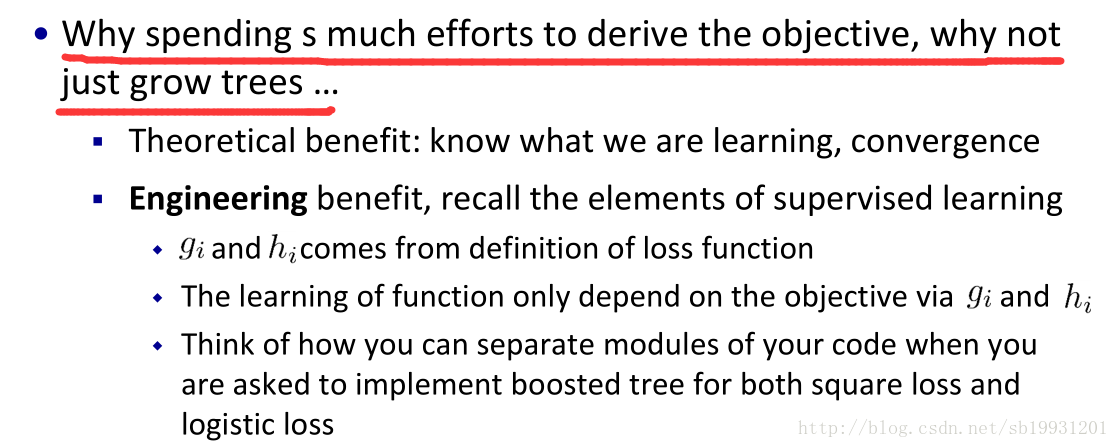 • Why spending s much efforts to derive the objective, why not
just grow trees ...
▪ Theoretical benefit: know what we are learning, convergence
▪ Engineering benefit, recall the elements of supervised learning
⬩ gᵢ and hᵢ comes from definition of loss function
⬩ The learning of function only depend on the objective via gᵢ and hᵢ
⬩ Think of how you can separate modules of your code when you
are asked to implement boosted tree for both square loss and
logistic loss
http://blog.csdn.net/sb19931201